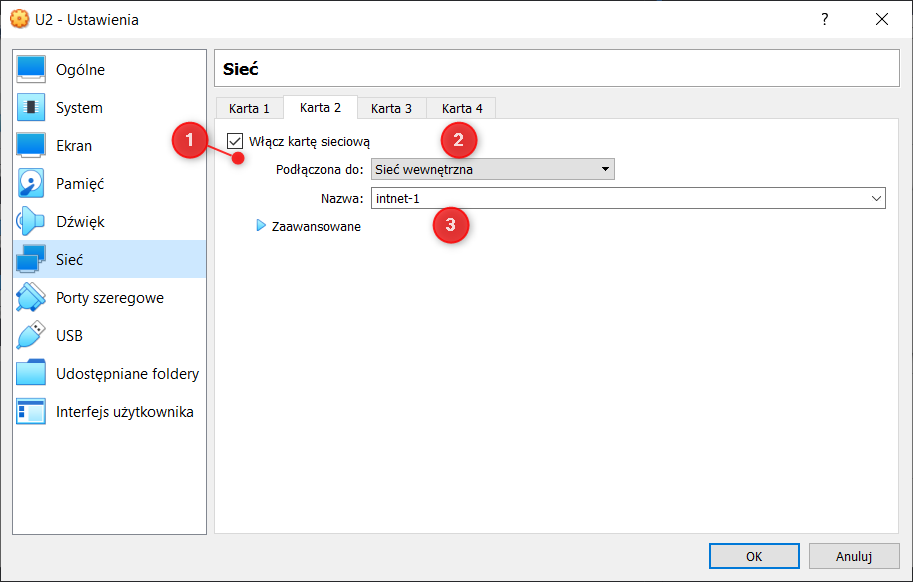 U2 - Ustawienia
?
Ogólne
System
Ekran
Pamięć
Dźwięk
Sieć
Porty szeregowe
USB
Udostępniane foldery
Interfejs użytkownika
Sieć
Karta 1 Karta 2 Karta 3 Karta 4
1
Włącz kartę sieciową
2
Podłączona do: Sieć wewnętrzna
Nazwa: intnet-1
Zaawansowane
3
OK Anuluj